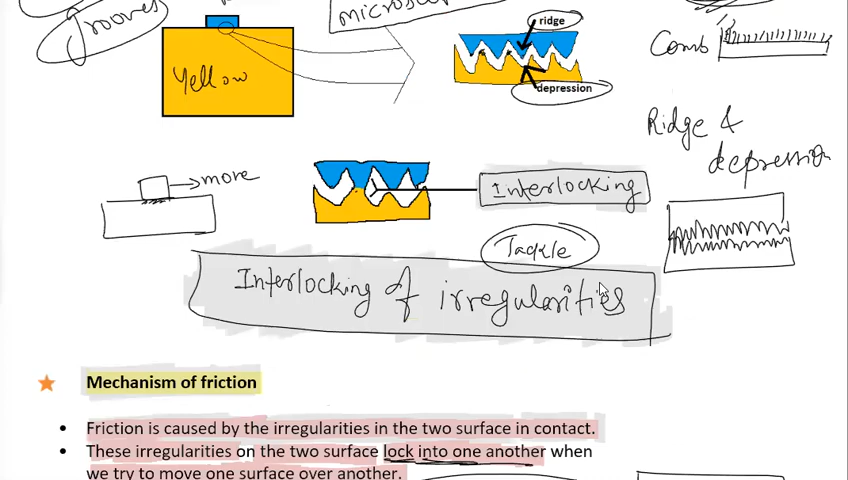 Grooves
microscop
ridge
Comb
Yellow
depression
Ridge &
depression
move
Interlocking
Tackle
Interlocking of irregularities
Mechanism of friction
• Friction is caused by the irregularities in the two surface in contact.
• These irregularities on the two surface lock into one another when
we try to move one surface over another.